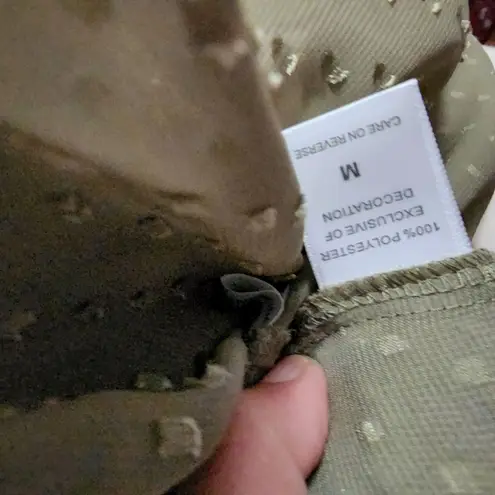 100% POLYESTER
EXCLUSIVE OF
DECORATION
M
CARE ON REVERSE